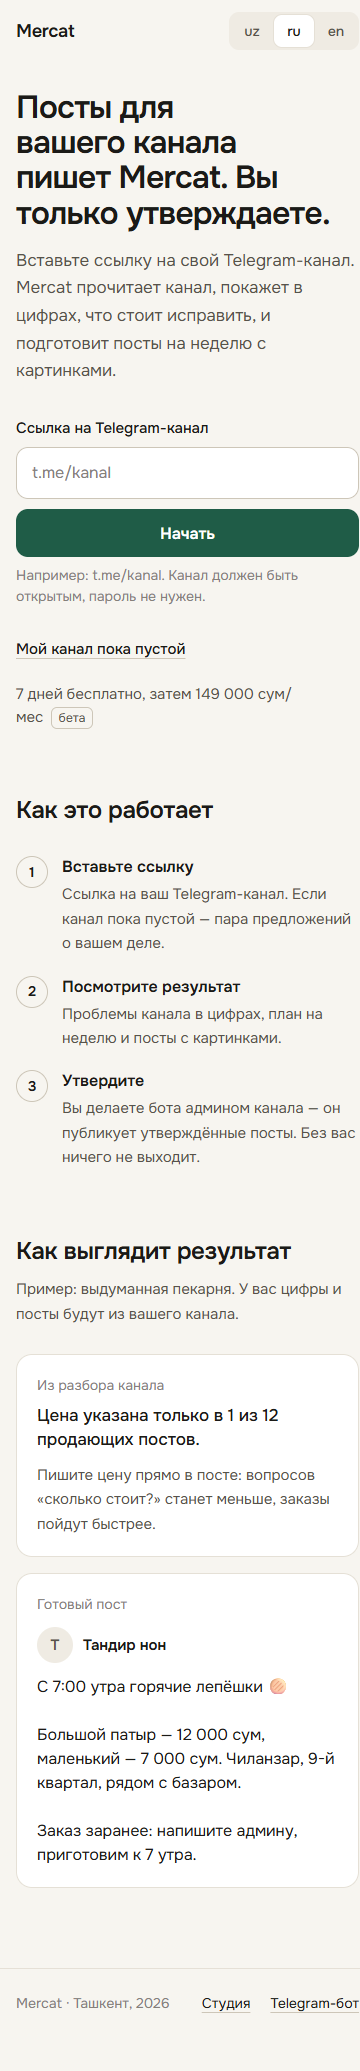 Mercat
uz ru en
Посты для
вашего канала
пишет Mercat. Вы
только утверждаете.
Вставьте ссылку на свой Telegram-канал.
Mercat прочитает канал, покажет в
цифрах, что стоит исправить, и
подготовит посты на неделю с
картинками.
Ссылка на Telegram-канал
t.me/kanal
Начать
Например: t.me/kanal. Канал должен быть
открытым, пароль не нужен.
Мой канал пока пустой
7 дней бесплатно, затем 149 000 сум/
мес бета
Как это работает
1 Вставьте ссылку
Ссылка на ваш Telegram-канал. Если
канал пока пустой — пара предложений
о вашем деле.
2 Посмотрите результат
Проблемы канала в цифрах, план на
неделю и посты с картинками.
3 Утвердите
Вы делаете бота админом канала — он
публикует утверждённые посты. Без вас
ничего не выходит.
Как выглядит результат
Пример: выдуманная пекарня. У вас цифры и
посты будут из вашего канала.
Из разбора канала
Цена указана только в 1 из 12
продающих постов.
Пишите цену прямо в посте: вопросов
«сколько стоит?» станет меньше, заказы
пойдут быстрее.
Готовый пост
Т Тандир нон
С 7:00 утра горячие лепёшки
Большой патыр — 12 000 сум,
маленький — 7 000 сум. Чиланзар, 9-й
квартал, рядом с базаром.
Заказ заранее: напишите админу,
приготовим к 7 утра.
Mercat · Ташкент, 2026 Студия Telegram-бот